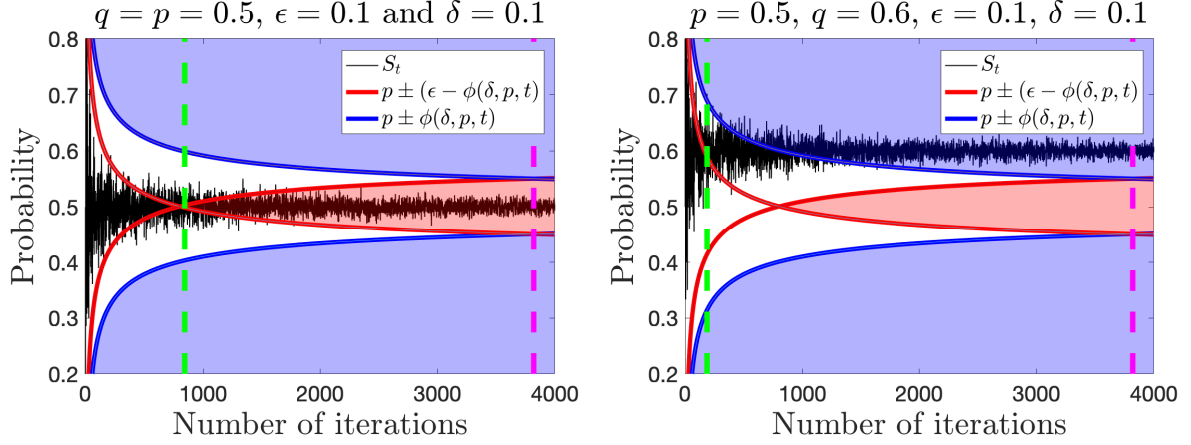 q = p = 0.5, ϵ = 0.1 and δ = 0.1
0.8
0.7
0.6
0.5
0.4
0.3
0.2
Probability
S_t
p ± (ϵ − ϕ(δ, p, t)
p ± ϕ(δ, p, t)
0
1000
2000
3000
4000
Number of iterations
p = 0.5, q = 0.6, ϵ = 0.1, δ = 0.1
0.8
0.7
0.6
0.5
0.4
0.3
0.2
Probability
S_t
p ± (ϵ − ϕ(δ, p, t)
p ± ϕ(δ, p, t)
0
1000
2000
3000
4000
Number of iterations